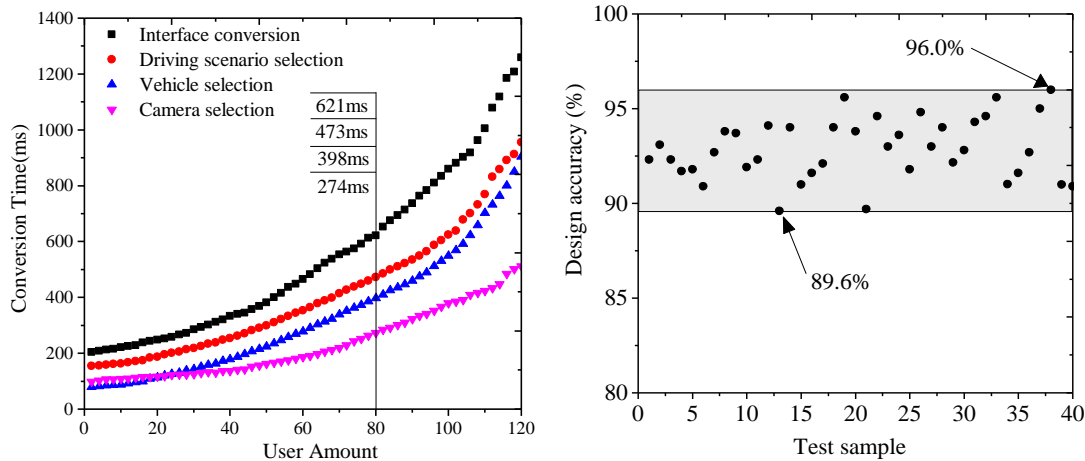 1400
1200
1000
800
600
400
200
0
Conversion Time(ms)
Interface conversion
Driving scenario selection
Vehicle selection
Camera selection
621ms
473ms
398ms
274ms
0
20
40
60
80
100
120
User Amount
100
95
90
85
80
Design accuracy (%)
96.0%
89.6%
0
5
10
15
20
25
30
35
40
Test sample